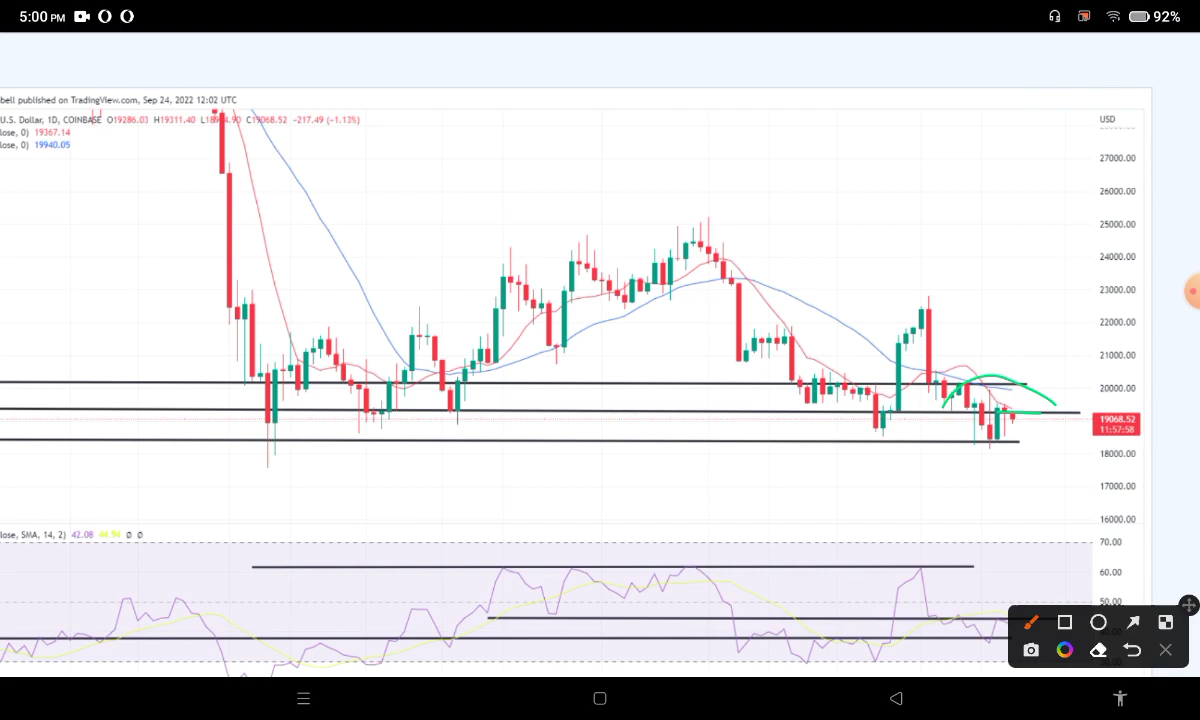 5:00 PM
92%
bell published on TradingView.com, Sep 24, 2022 12:02 UTC
U.S. Dollar, 1D, COINBASE O19286.03 H19311.40 C19068.52 −217.49 (−1.13%)
lose, 0) 19367.14
lose, 0) 19940.05
USD
27000.00
26000.00
25000.00
24000.00
23000.00
22000.00
21000.00
20000.00
19068.52
11:57:58
18000.00
17000.00
16000.00
lose, SMA, 14, 2) 42.08 Ø Ø
70.00
60.00
50.00